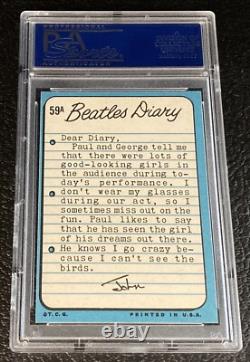 PSA
AUTHENTICATED
59A Beatles Diary
Dear Diary,
Paul and George tell me
that there were lots of
good-looking girls in
the audience during to-
day's performance. I
don't wear my glasses
during our act, so I
sometimes miss out on the
fun. Paul likes to say
that he has seen the girl
of his dreams out there.
He knows I go crazy be-
cause I can't see the
birds.
John
©T.C.G. PRINTED IN U.S.A.